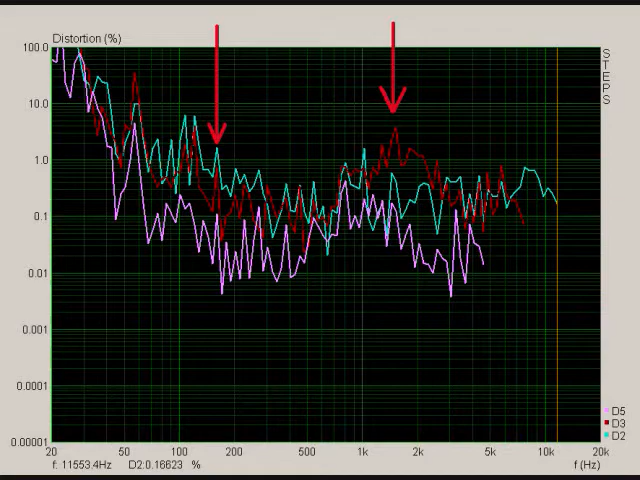 Distortion (%)
100.0
10.0
1.0
0.1
0.01
0.001
0.0001
0.00001
STEPS
D5
D3
D2
20 50 100 200 500 1k 2k 5k 10k 20k
f: 11553.4Hz D2:0.16623 % f (Hz)